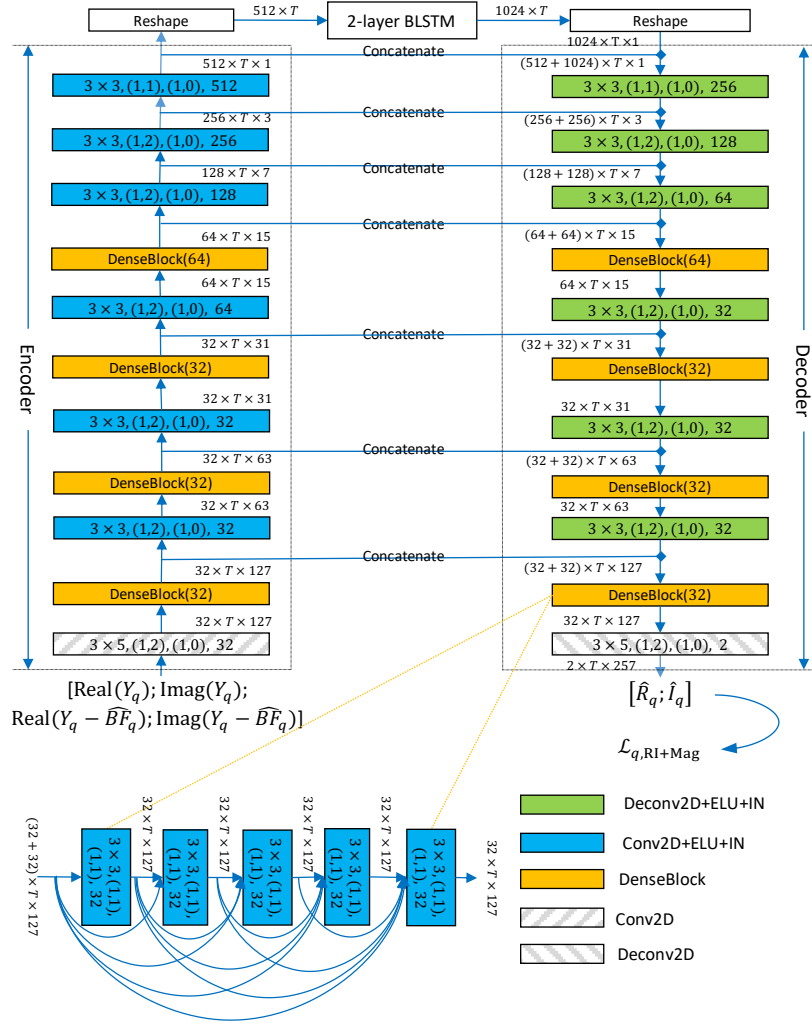 Reshape
512 × T
2-layer BLSTM
1024 × T
Reshape
Encoder
512 × T × 1
3 × 3, (1,1), (1,0), 512
256 × T × 3
3 × 3, (1,2), (1,0), 256
128 × T × 7
3 × 3, (1,2), (1,0), 128
64 × T × 15
DenseBlock(64)
64 × T × 15
3 × 3, (1,2), (1,0), 64
32 × T × 31
DenseBlock(32)
32 × T × 31
3 × 3, (1,2), (1,0), 32
32 × T × 63
DenseBlock(32)
32 × T × 63
3 × 3, (1,2), (1,0), 32
32 × T × 127
DenseBlock(32)
32 × T × 127
3 × 5, (1,2), (1,0), 32
[Real(Y_q); Imag(Y_q);
Real(Y_q − \widehat{BF}_q); Imag(Y_q − \widehat{BF}_q)]
Concatenate
Concatenate
Concatenate
Concatenate
Concatenate
Concatenate
Concatenate
Decoder
1024 × T × 1
(512 + 1024) × T × 1
3 × 3, (1,1), (1,0), 256
(256 + 256) × T × 3
3 × 3, (1,2), (1,0), 128
(128 + 128) × T × 7
3 × 3, (1,2), (1,0), 64
(64 + 64) × T × 15
DenseBlock(64)
64 × T × 15
3 × 3, (1,2), (1,0), 32
(32 + 32) × T × 31
DenseBlock(32)
32 × T × 31
3 × 3, (1,2), (1,0), 32
(32 + 32) × T × 63
DenseBlock(32)
32 × T × 63
3 × 3, (1,2), (1,0), 32
(32 + 32) × T × 127
DenseBlock(32)
32 × T × 127
3 × 5, (1,2), (1,0), 2
2 × T × 257
[R̂_q; Î_q]
ℒ_{q,RI+Mag}
(32 + 32) × T × 127
3 × 3, (1,1),
(1,1), 32
32 × T × 127
3 × 3, (1,1),
(1,1), 32
32 × T × 127
3 × 3, (1,1),
(1,1), 32
32 × T × 127
3 × 3, (1,1),
(1,1), 32
32 × T × 127
3 × 3, (1,1),
(1,1), 32
32 × T × 127
Deconv2D+ELU+IN
Conv2D+ELU+IN
DenseBlock
Conv2D
Deconv2D